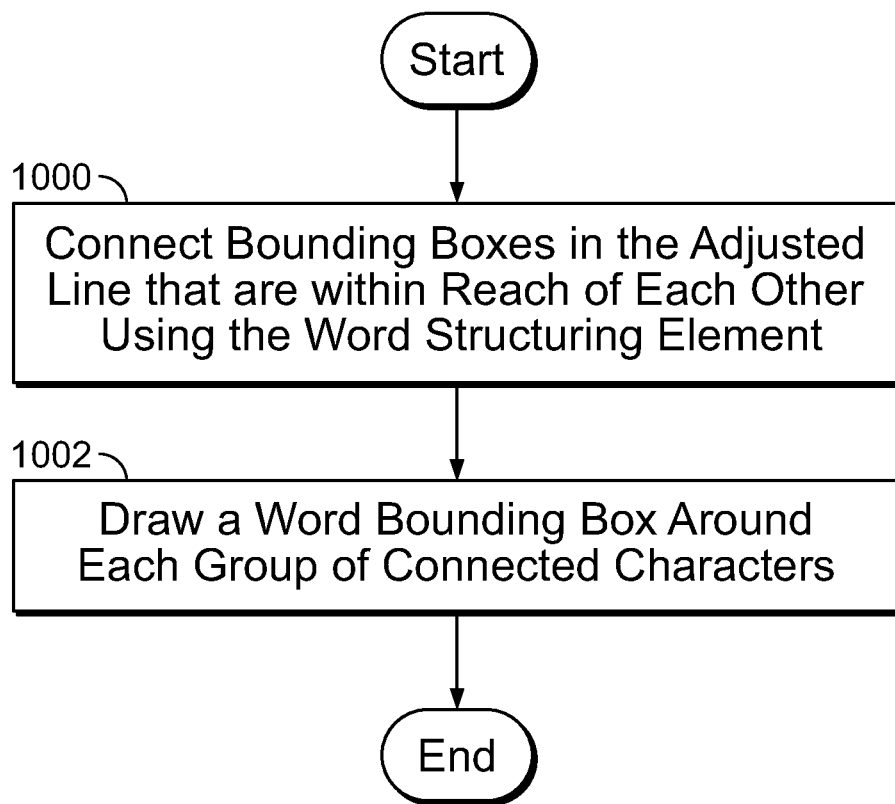 Start
1000
Connect Bounding Boxes in the Adjusted
Line that are within Reach of Each Other
Using the Word Structuring Element
1002
Draw a Word Bounding Box Around
Each Group of Connected Characters
End